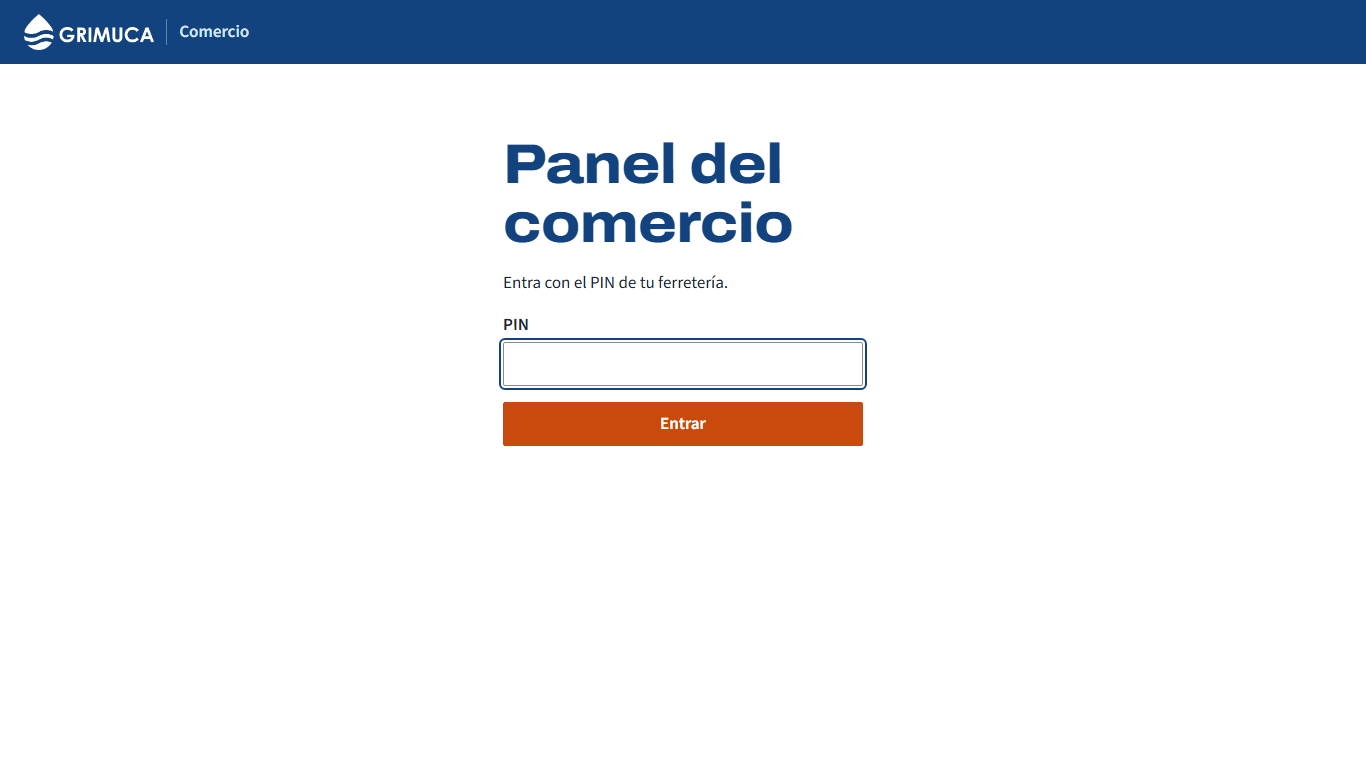 GRIMUCA
Comercio
Panel del
comercio
Entra con el PIN de tu ferretería.
PIN
Entrar